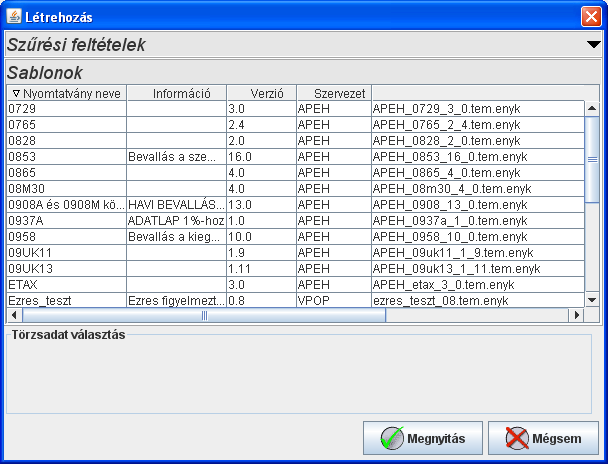 Létrehozás
Szűrési feltételek
Sablonok
Nyomtatvány neve Információ Verzió Szervezet
0729 3.0 APEH APEH_0729_3_0.tem.enyk
0765 2.4 APEH APEH_0765_2_4.tem.enyk
0828 2.0 APEH APEH_0828_2_0.tem.enyk
0853 Bevallás a sze... 16.0 APEH APEH_0853_16_0.tem.enyk
0865 4.0 APEH APEH_0865_4_0.tem.enyk
08M30 4.0 APEH APEH_08m30_4_0.tem.enyk
0908A és 0908M kö... HAVI BEVALLÁS... 13.0 APEH APEH_0908_13_0.tem.enyk
0937A ADATLAP 1%-hoz 1.0 APEH APEH_0937a_1_0.tem.enyk
0958 Bevallás a kieg... 10.0 APEH APEH_0958_10_0.tem.enyk
09UK11 1.9 APEH APEH_09uk11_1_9.tem.enyk
09UK13 1.11 APEH APEH_09uk13_1_11.tem.enyk
ETAX 3.0 APEH APEH_etax_3_0.tem.enyk
Ezres_teszt Ezres figyelmezt... 0.8 VPOP ezres_teszt_08.tem.enyk
Törzsadat választás
Megnyitás Mégsem